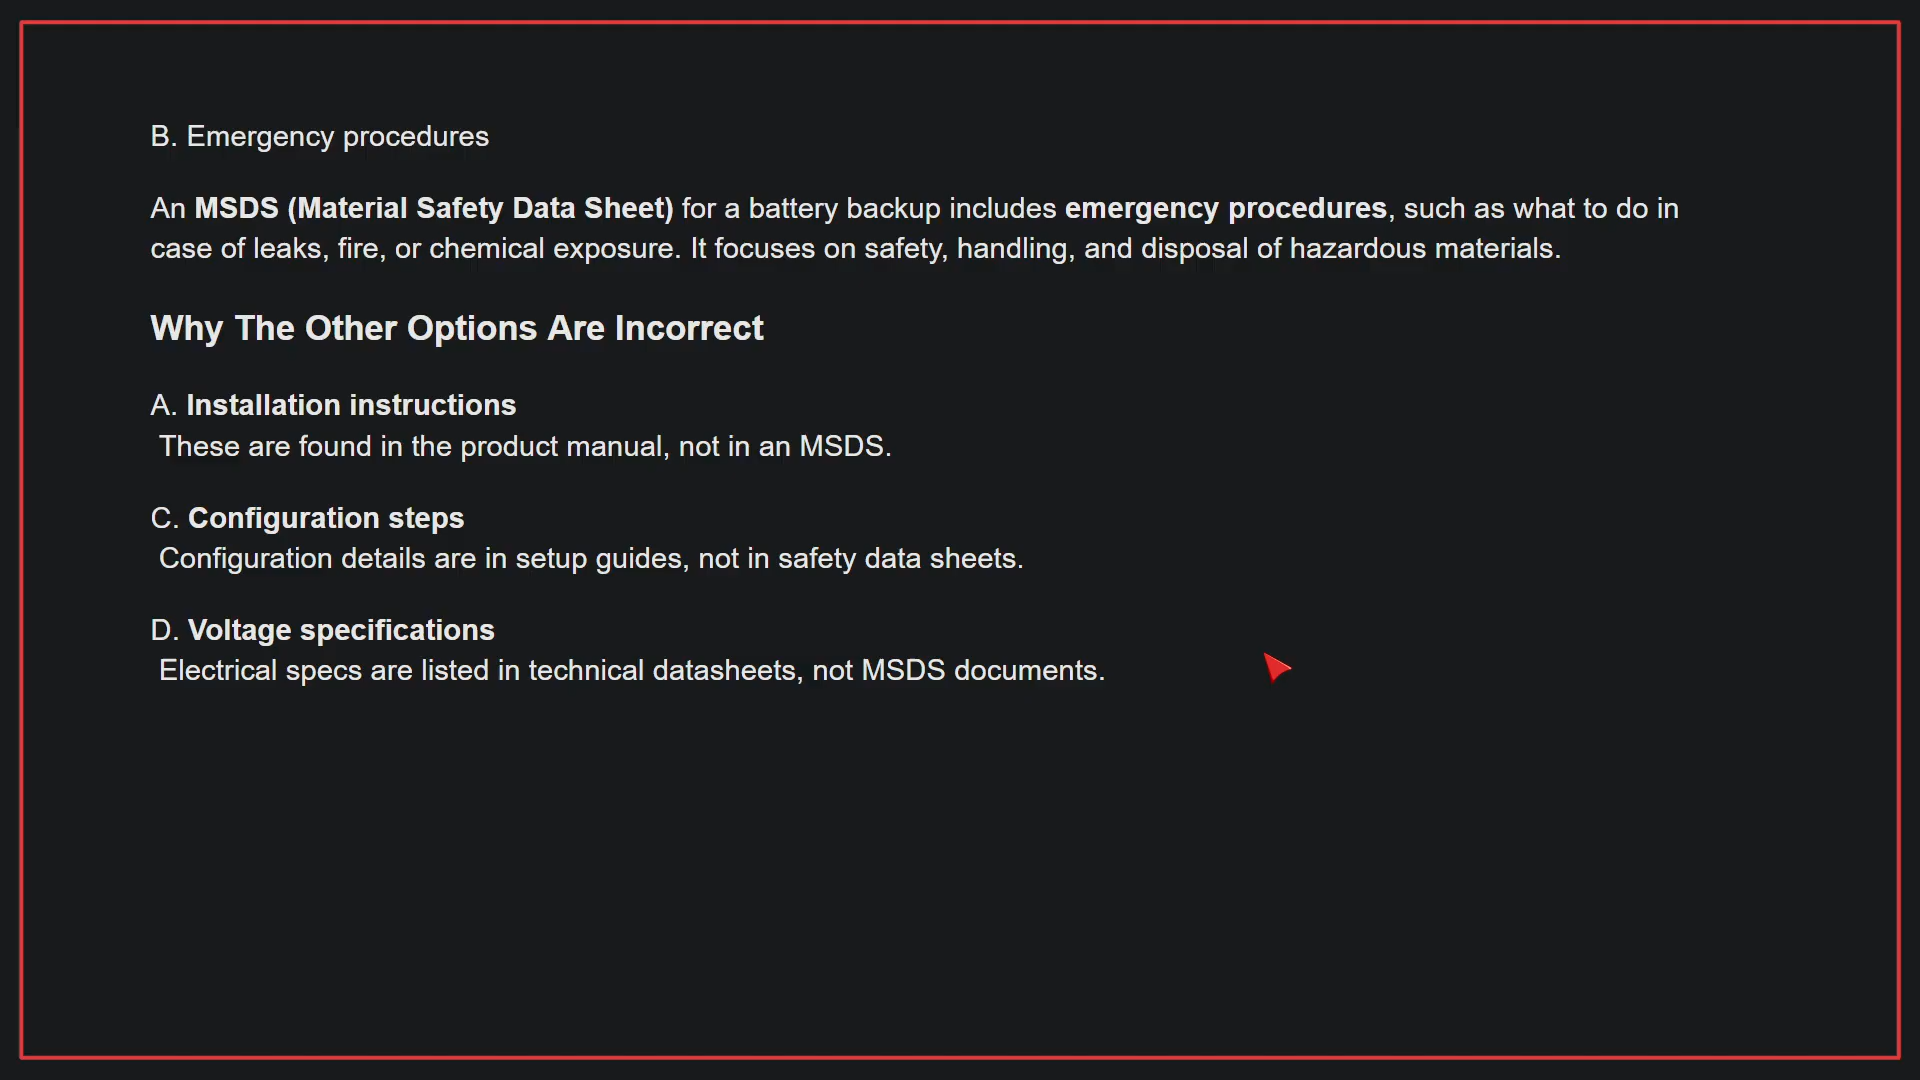 B. Emergency procedures
An MSDS (Material Safety Data Sheet) for a battery backup includes emergency procedures, such as what to do in
case of leaks, fire, or chemical exposure. It focuses on safety, handling, and disposal of hazardous materials.
Why The Other Options Are Incorrect
A. Installation instructions
These are found in the product manual, not in an MSDS.
C. Configuration steps
Configuration details are in setup guides, not in safety data sheets.
D. Voltage specifications
Electrical specs are listed in technical datasheets, not MSDS documents.